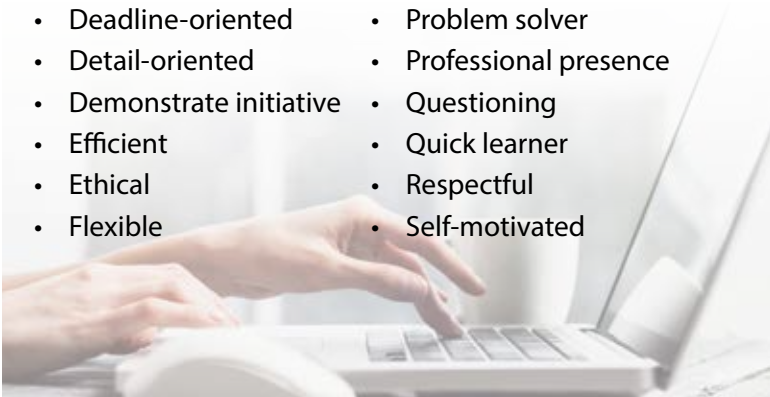 • Deadline-oriented
• Detail-oriented
• Demonstrate initiative
• Efficient
• Ethical
• Flexible
• Problem solver
• Professional presence
• Questioning
• Quick learner
• Respectful
• Self-motivated